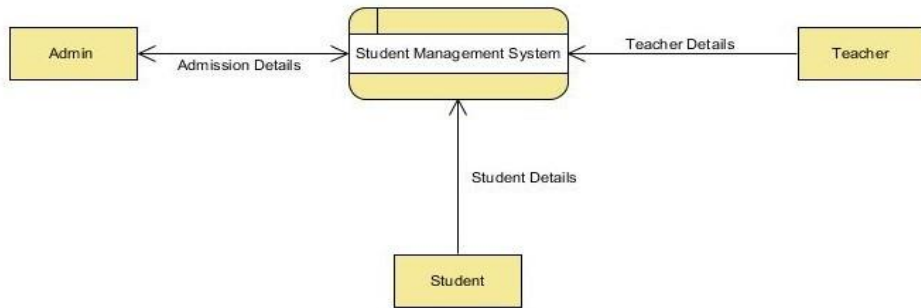 Admin
Admission Details
Student Management System
Teacher Details
Teacher
Student Details
Student